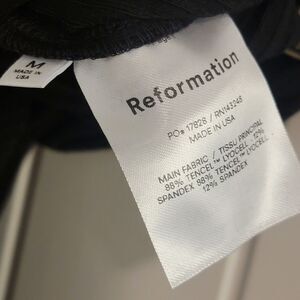 M
MADE IN
USA
Reformation
PO# 17828 / RN143245
MADE IN USA
MAIN FABRIC / TISSU PRINCIPAL
88% TENCEL™ LYOCELL 12%
SPANDEX 88% TENCEL™ LYOCELL
12% SPANDEX